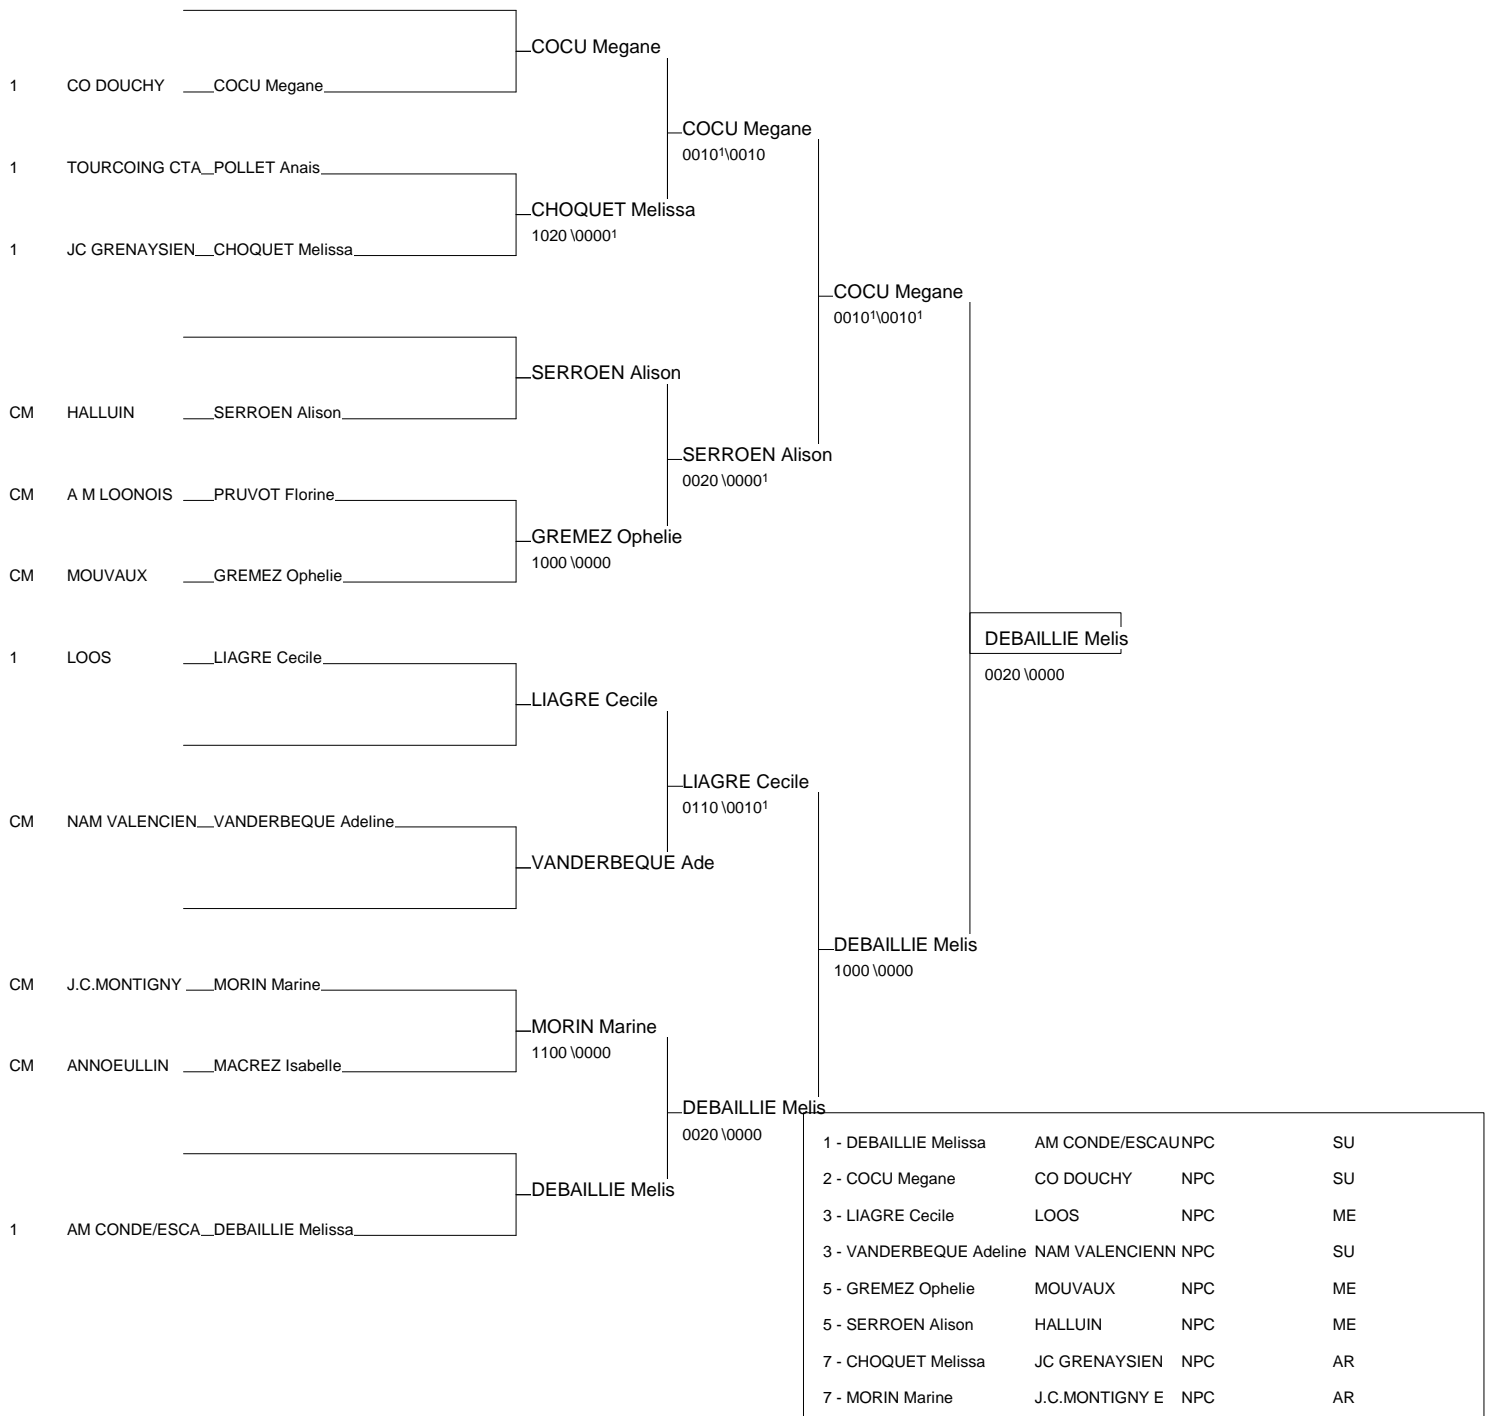 COCU Megane
1 CO DOUCHY COCU Megane
COCU Megane
0010¹\0010
1 TOURCOING CTA POLLET Anais
CHOQUET Melissa
1020 \0000¹
1 JC GRENAYSIEN CHOQUET Melissa
COCU Megane
0010¹\0010¹
SERROEN Alison
CM HALLUIN SERROEN Alison
SERROEN Alison
0020 \0000¹
CM A M LOONOIS PRUVOT Florine
GREMEZ Ophelie
1000 \0000
CM MOUVAUX GREMEZ Ophelie
DEBAILLIE Melis
0020 \0000
1 LOOS LIAGRE Cecile
LIAGRE Cecile
LIAGRE Cecile
0110 \0010¹
CM NAM VALENCIEN VANDERBEQUE Adeline
VANDERBEQUE Ade
DEBAILLIE Melis
1000 \0000
CM J.C.MONTIGNY MORIN Marine
MORIN Marine
1100 \0000
CM ANNOEULLIN MACREZ Isabelle
DEBAILLIE Melis
0020 \0000
DEBAILLIE Melis
1 AM CONDE/ESCA DEBAILLIE Melissa
1 - DEBAILLIE Melissa AM CONDE/ESCAU NPC SU
2 - COCU Megane CO DOUCHY NPC SU
3 - LIAGRE Cecile LOOS NPC ME
3 - VANDERBEQUE Adeline NAM VALENCIENN NPC SU
5 - GREMEZ Ophelie MOUVAUX NPC ME
5 - SERROEN Alison HALLUIN NPC ME
7 - CHOQUET Melissa JC GRENAYSIEN NPC AR
7 - MORIN Marine J.C.MONTIGNY E NPC AR